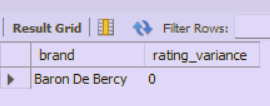 Result Grid Filter Rows:
brand rating_variance
Baron De Bercy 0